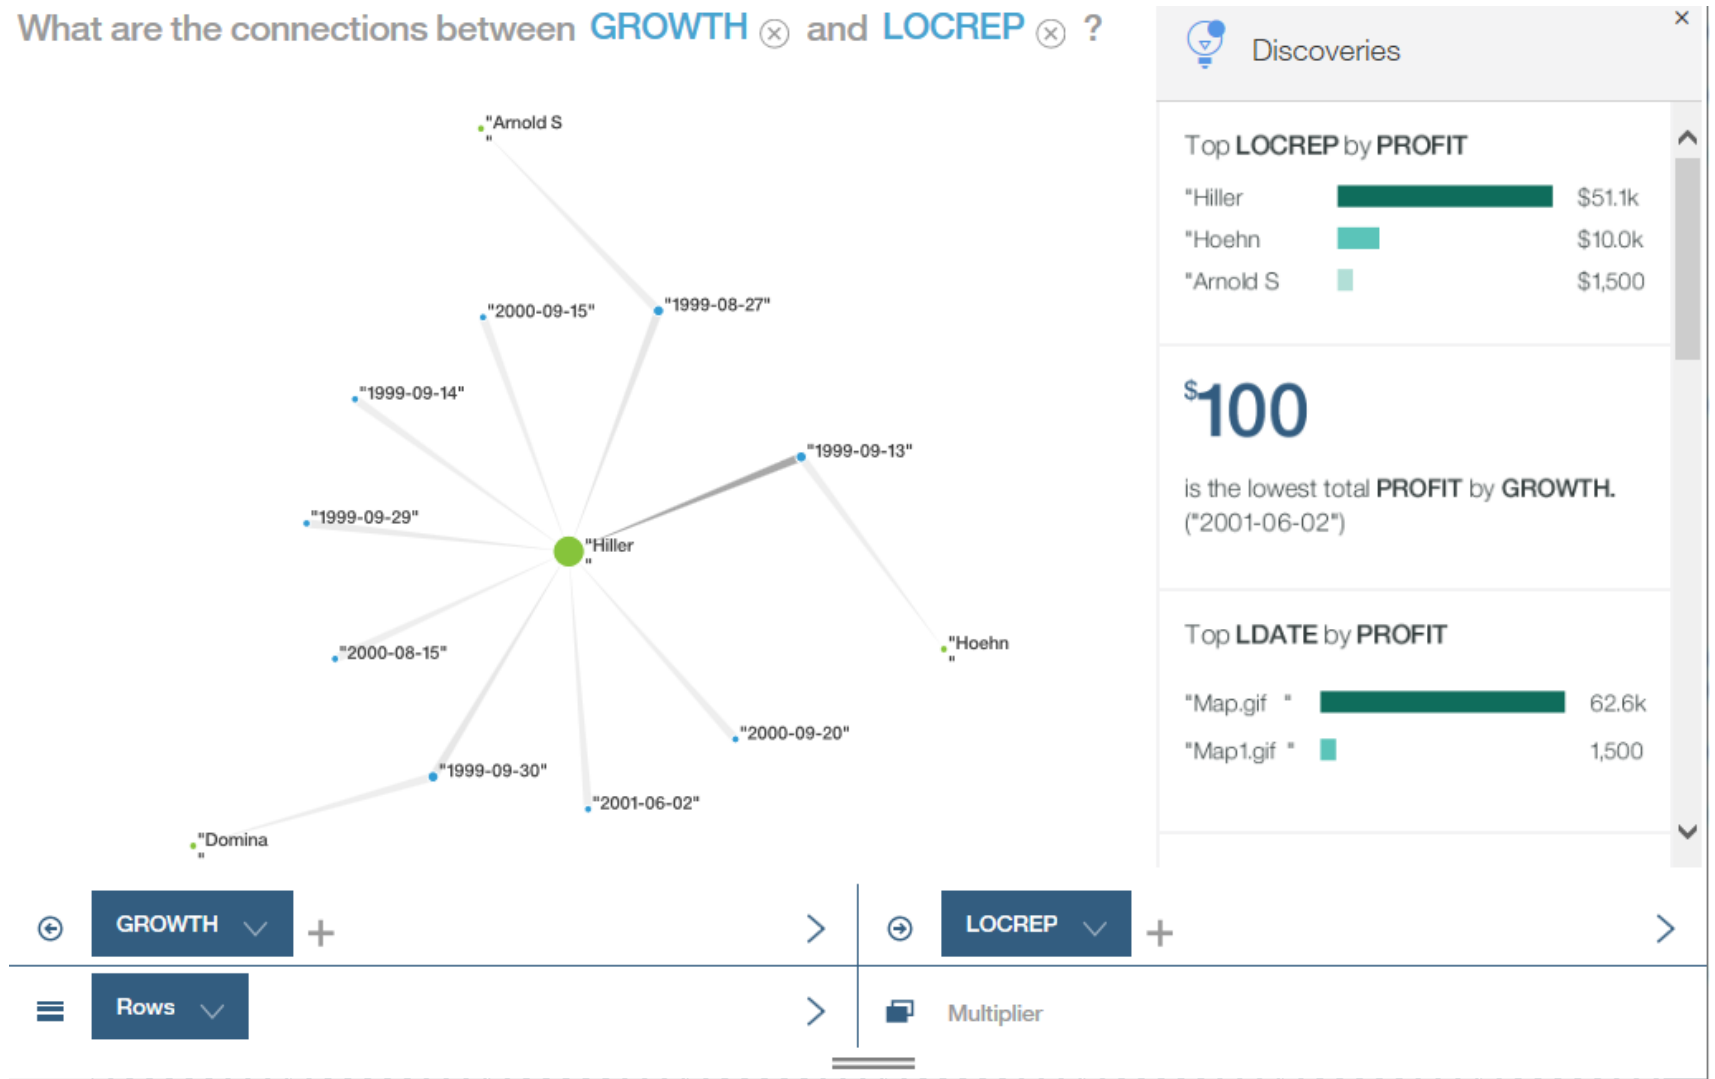 What are the connections between GROWTH and LOCREP ?
"Arnold S
"
"2000-09-15"
"1999-08-27"
"1999-09-14"
"1999-09-13"
"1999-09-29"
"Hiller
"
"2000-08-15"
"Hoehn
"
"2000-09-20"
"1999-09-30"
"2001-06-02"
"Domina
"
Discoveries
×
Top LOCREP by PROFIT
"Hiller $51.1k
"Hoehn $10.0k
"Arnold S $1,500
$100
is the lowest total PROFIT by GROWTH.
("2001-06-02")
Top LDATE by PROFIT
"Map.gif " 62.6k
"Map1.gif " 1,500
GROWTH +
LOCREP +
Rows
Multiplier